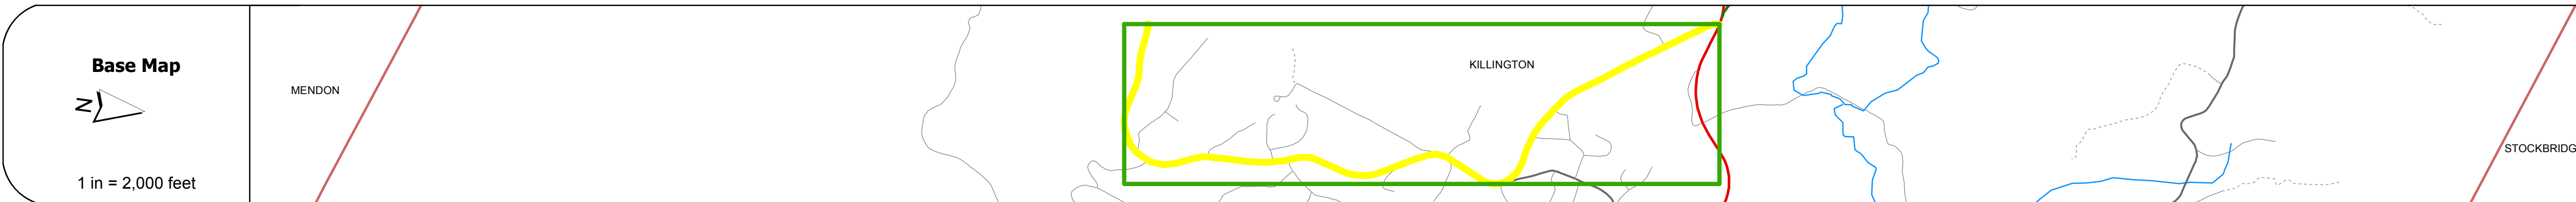 Base Map
N
1 in = 2,000 feet
MENDON
KILLINGTON
STOCKBRIDG